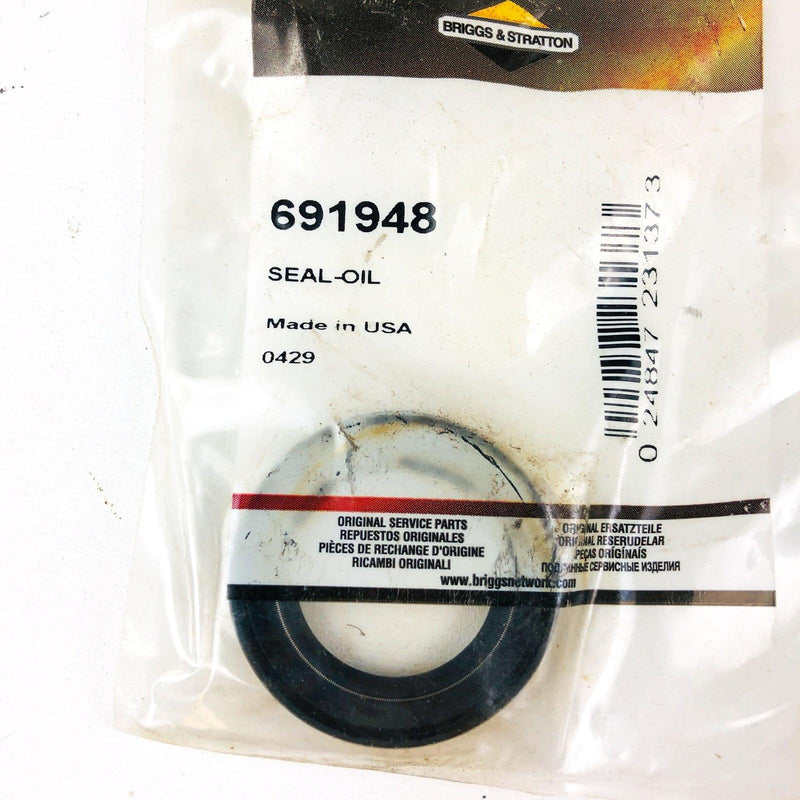 BRIGGS & STRATTON
691948
SEAL-OIL
Made in USA
0429
0 24847 23137 3
ORIGINAL SERVICE PARTS
REPUESTOS ORIGINALES
PIÈCES DE RECHANGE D'ORIGINE
RICAMBI ORIGINALI
ORIGINAL ERSATZTEILE
ORIGINAL RESERVDELAR
PEÇAS ORIGINAIS
ПОДЛИННЫЕ СЕРВИСНЫЕ ИЗДЕЛИЯ
www.briggsnetwork.com